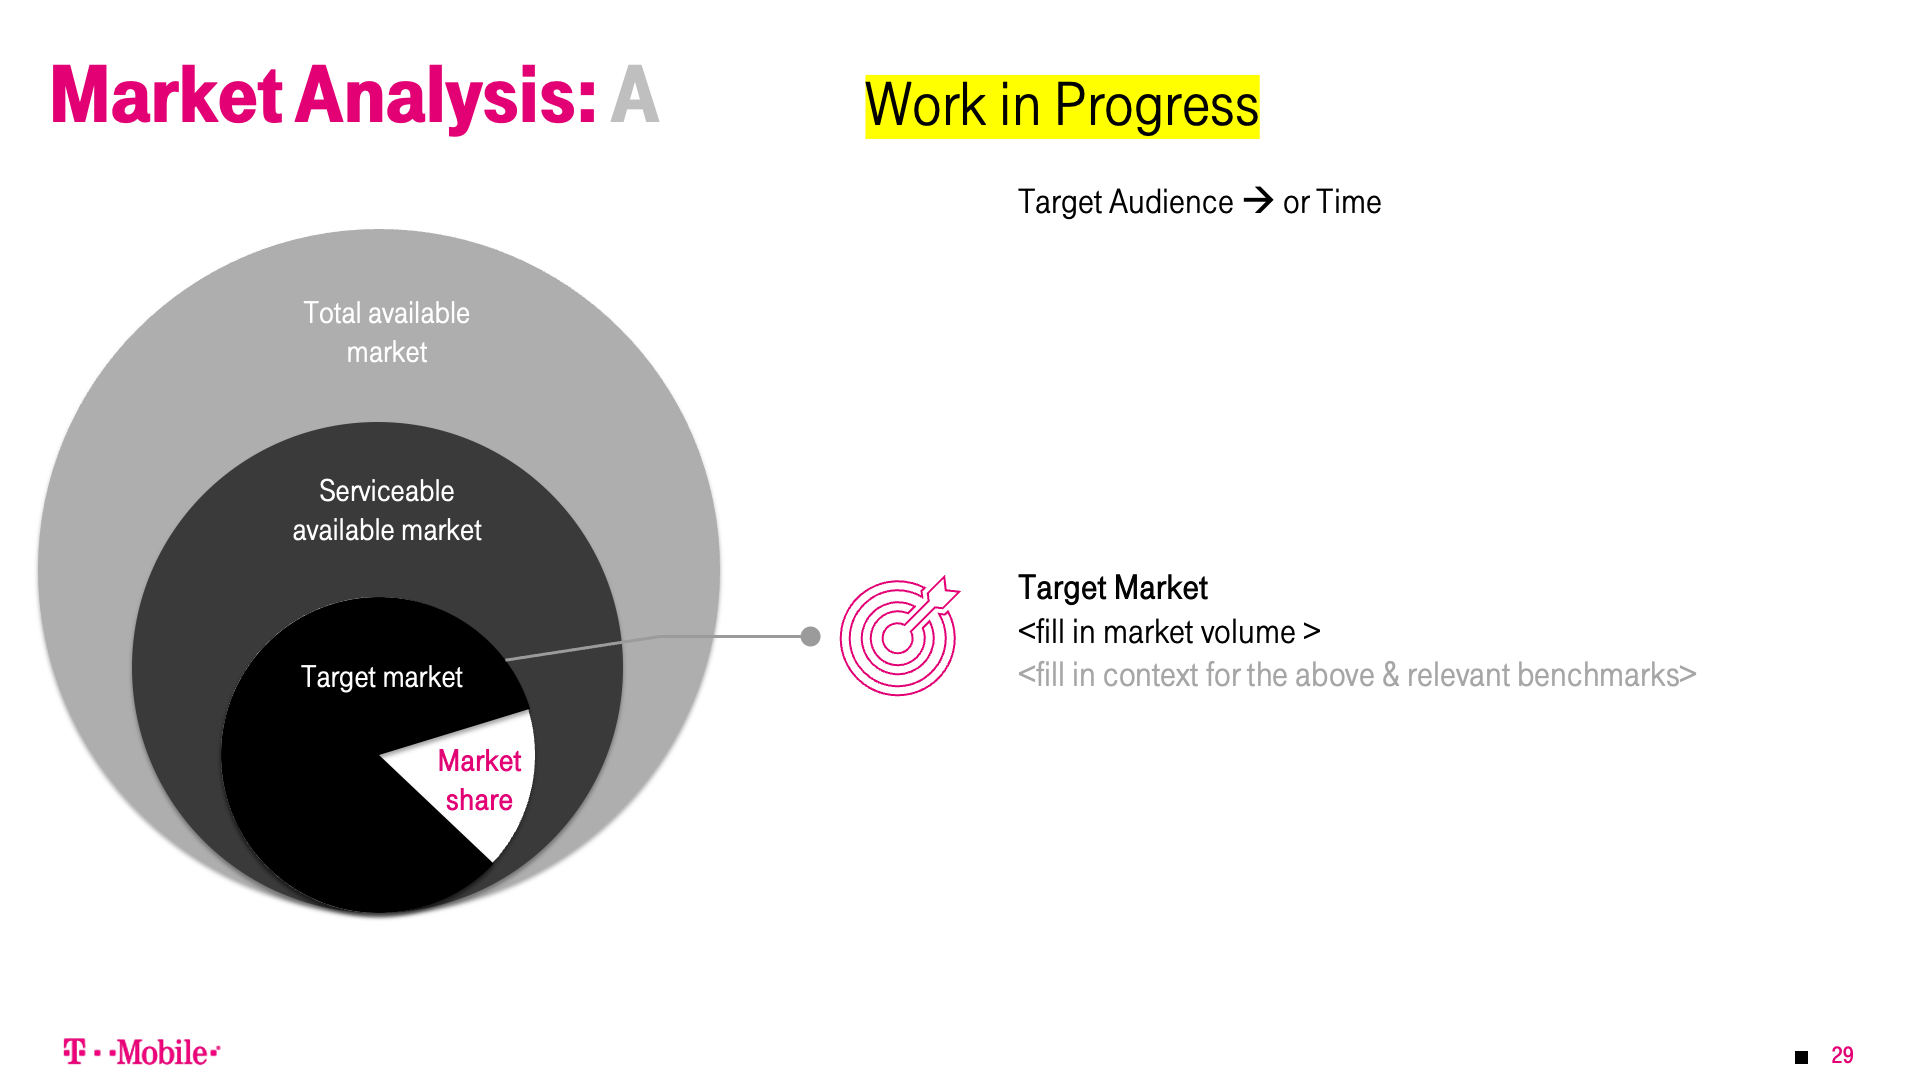 Market Analysis: A
Work in Progress
Target Audience → or Time
Total available
market
Serviceable
available market
Target market
Market
share
Target Market
<fill in market volume >
<fill in context for the above & relevant benchmarks>
T··Mobile·
29